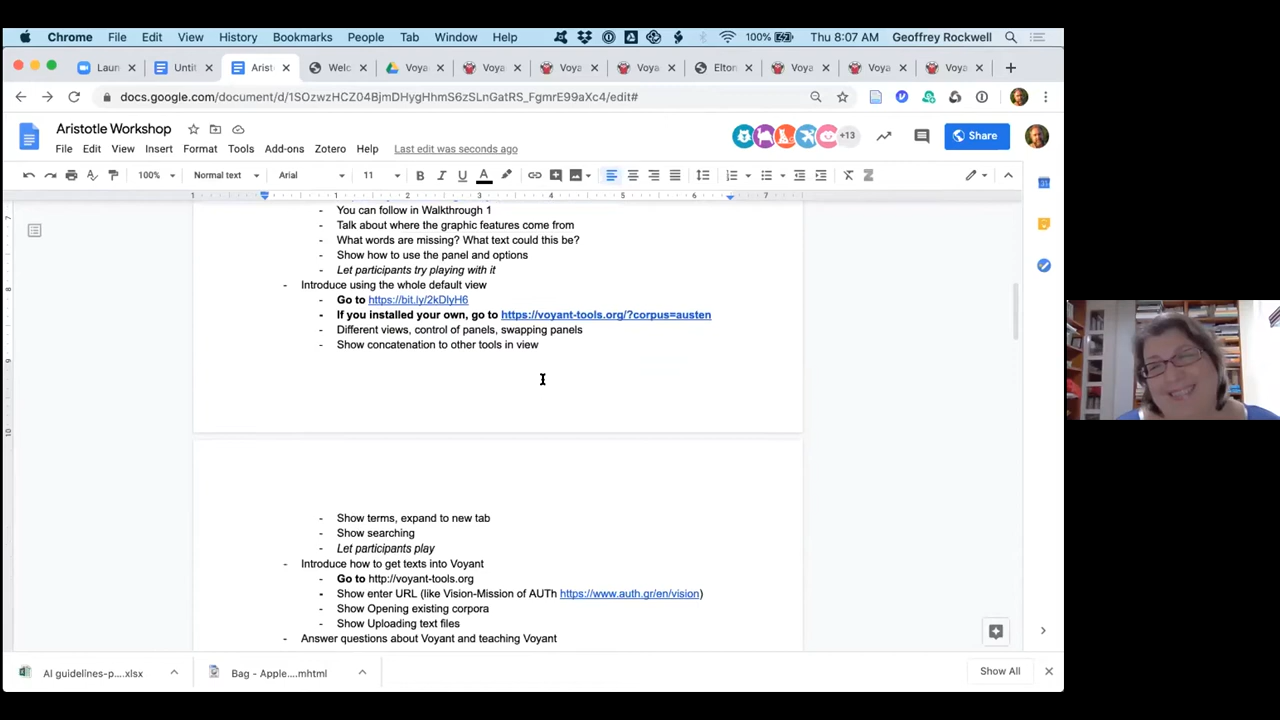 Chrome File Edit View History Bookmarks People Tab Window Help 100% Thu 8:07 AM Geoffrey Rockwell
Laun Untit Arist Welc Voya Voya Voya Voya Elton Voya Voya Voya
docs.google.com/document/d/1SOzwzHCZ04BjmDHygHhmS6zSLnGatRS_FgmrE99aXc4/edit#
Aristotle Workshop
+13 Share
File Edit View Insert Format Tools Add-ons Zotero Help Last edit was seconds ago
100% Normal text Arial 11 B I U A
1 1 2 3 4 5 6 7
- You can follow in Walkthrough 1
- Talk about where the graphic features come from
- What words are missing? What text could this be?
- Show how to use the panel and options
- Let participants try playing with it
- Introduce using the whole default view
- Go to https://bit.ly/2kDlyH6
- If you installed your own, go to https://voyant-tools.org/?corpus=austen
- Different views, control of panels, swapping panels
- Show concatenation to other tools in view
- Show terms, expand to new tab
- Show searching
- Let participants play
- Introduce how to get texts into Voyant
- Go to http://voyant-tools.org
- Show enter URL (like Vision-Mission of AUTh https://www.auth.gr/en/vision)
- Show Opening existing corpora
- Show Uploading text files
- Answer questions about Voyant and teaching Voyant
AI guidelines-p....xlsx Bag - Apple....mhtml Show All